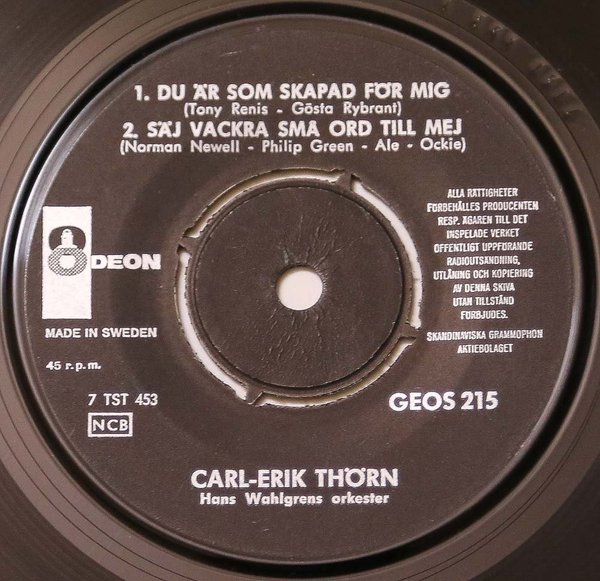 1. DU ÄR SOM SKAPAD FÖR MIG
(Tony Renis - Gösta Rybrant)
2. SÄJ VACKRA SMÅ ORD TILL MEJ
(Norman Newell - Philip Green - Ale - Ockie)
ODEON
MADE IN SWEDEN
45 r.p.m.
7 TST 453
NCB
ALLA RÄTTIGHETER
FÖRBEHÅLLES PRODUCENTEN
RESP. ÄGAREN TILL DET
INSPELADE VERKET
OFFENTLIGT UPPFÖRANDE
RADIOUTSÄNDNING,
UTLÅNING OCH KOPIERING
AV DENNA SKIVA
UTAN TILLSTÅND
FÖRBJUDES.
SKANDINAVISKA GRAMMOPHON
AKTIEBOLAGET
GEOS 215
CARL-ERIK THÖRN
Hans Wahlgrens orkester